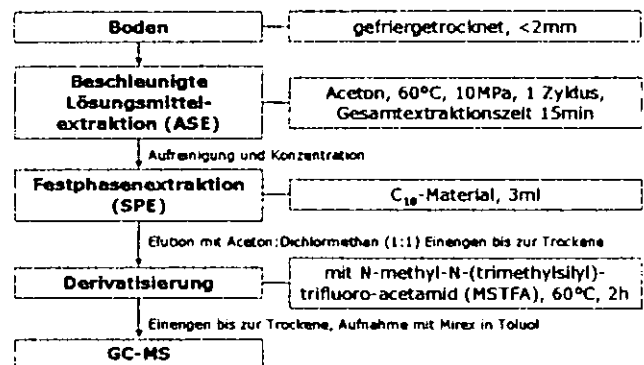 Boden
gefriergetrocknet, <2mm
Beschleunigte
Lösungsmittel-
extraktion (ASE)
Aceton, 60ºC, 10MPa, 1 Zyklus,
Gesamtextraktionszeit 15min
Aufreinigung und Konzentration
Festphasenextraktion
(SPE)
C₁₈-Material, 3ml
Elution mit Aceton:Dichlormethan (1:1) Einengen bis zur Trockene
Derivatisierung
mit N-methyl-N-(trimethylsilyl)-
trifluoro-acetamid (MSTFA), 60ºC, 2h
Einengen bis zur Trockene, Aufnahme mit Mirex in Toluol
GC-MS